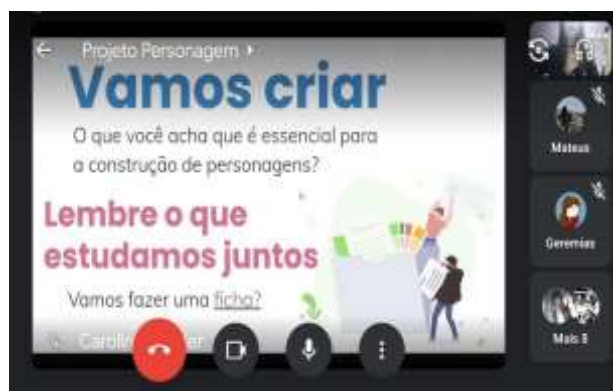 Projeto Personagem
Vamos criar
O que você acha que é essencial para
a construção de personagens?
Lembre o que
estudamos juntos
Vamos fazer uma ficha?
Mateus
Geremias
Mais 8